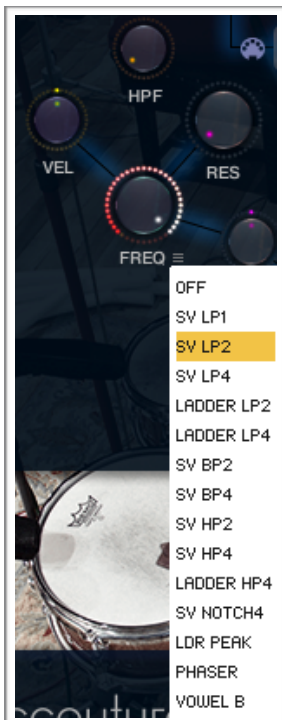 HPF
VEL
RES
FREQ
OFF
SV LP1
SV LP2
SV LP4
LADDER LP2
LADDER LP4
SV BP2
SV BP4
SV HP2
SV HP4
LADDER HP4
SV NOTCH4
LDR PEAK
PHASER
VOWEL B